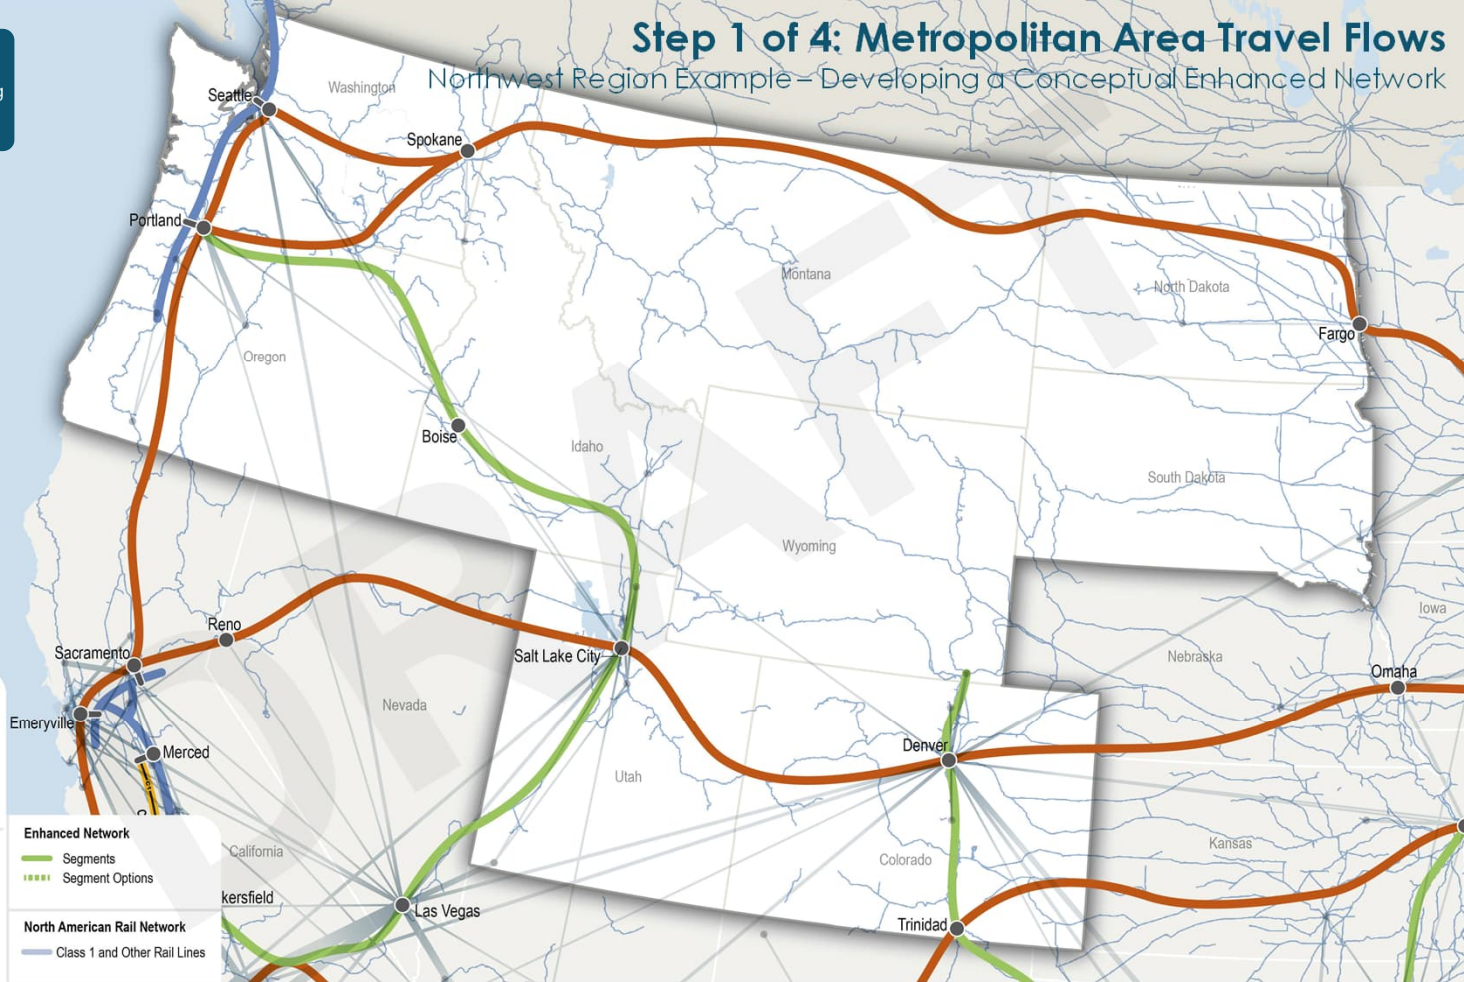 Step 1 of 4: Metropolitan Area Travel Flows
Northwest Region Example – Developing a Conceptual Enhanced Network
Seattle
Washington
Spokane
Portland
Montana
North Dakota
Fargo
Oregon
Boise
Idaho
South Dakota
Wyoming
Iowa
Reno
Sacramento
Salt Lake City
Nebraska
Omaha
Emeryville
Nevada
Merced
Denver
Utah
Kansas
California
Colorado
kersfield
Las Vegas
Trinidad
DRAFT
Enhanced Network
Segments
Segment Options
North American Rail Network
Class 1 and Other Rail Lines